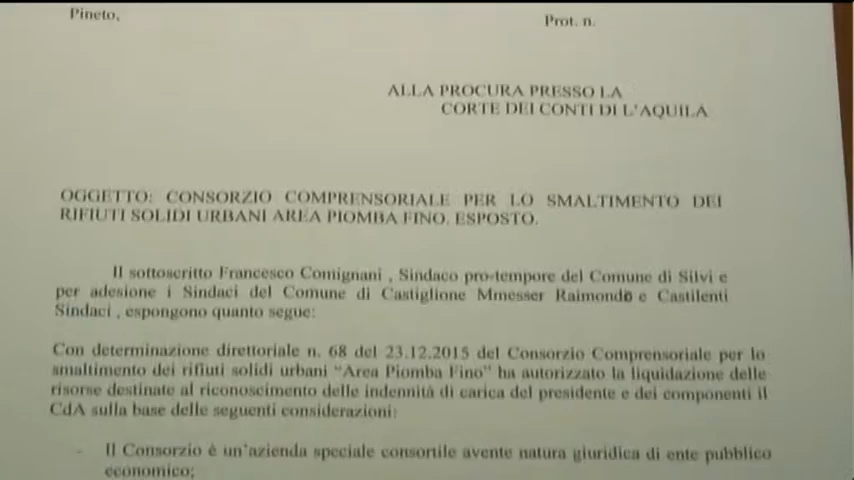 Pineto,
Prot. n.
ALLA PROCURA PRESSO LA
CORTE DEI CONTI DI L'AQUILA
OGGETTO: CONSORZIO COMPRENSORIALE PER LO SMALTIMENTO DEI
RIFIUTI SOLIDI URBANI AREA PIOMBA FINO. ESPOSTO.
Il sottoscritto Francesco Comignani , Sindaco pro-tempore del Comune di Silvi e
per adesione i Sindaci del Comune di Castiglione Mmesser Raimondo e Castilenti
Sindaci , espongono quanto segue:
Con determinazione direttoriale n. 68 del 23.12.2015 del Consorzio Comprensoriale per lo
smaltimento dei rifiuti solidi urbani "Area Piomba Fino" ha autorizzato la liquidazione delle
risorse destinate al riconoscimento delle indennità di carica del presidente e dei componenti il
CdA sulla base delle seguenti considerazioni:
- Il Consorzio è un'azienda speciale consortile avente natura giuridica di ente pubblico
economico;